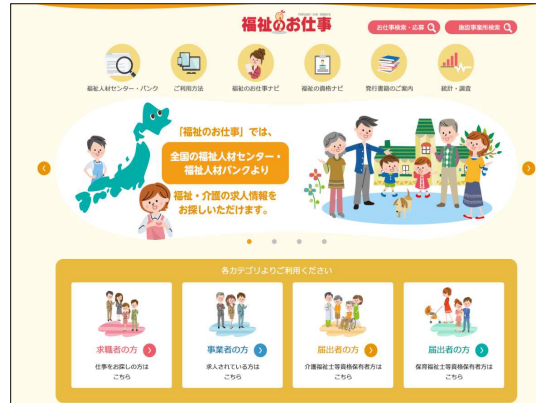 福祉のお仕事
お仕事検索・応募
施設事業所検索
福祉人材センター・バンク
ご利用方法
福祉のお仕事ナビ
福祉の資格ナビ
発行書籍のご案内
統計・調査
「福祉のお仕事」では、
全国の福祉人材センター・
福祉人材バンクより
福祉・介護の求人情報を
お探しいただけます。
各カテゴリよりご利用ください
求職者の方
仕事をお探しの方は
こちら
事業者の方
求人されている方は
こちら
届出者の方
介護福祉士等資格保有者方は
こちら
届出者の方
保育福祉士等資格保有者方は
こちら